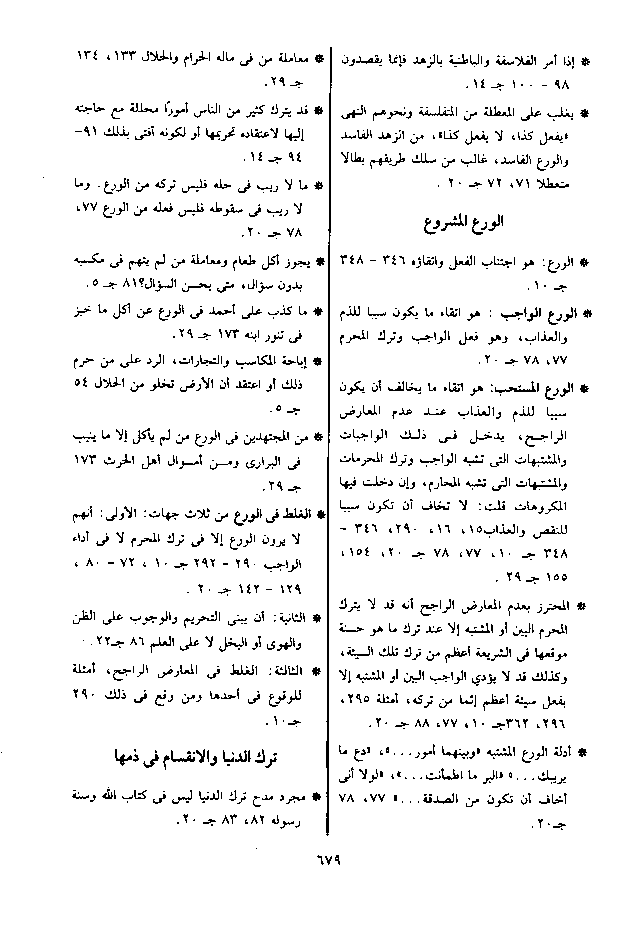 * إذا أمر الفلاسفة والباطنية بالزهد فإنما يقصدون
٩٨ - ١٠٠ جـ ١٤.
* يغلب على المعطلة من المتفلسفة ونحوهم النهى
«يفعل كذا، لا يفعل كذا»، من الزهد الفاسد
والورع الفاسد، غالب من سلك طريقهم بطالا
متعطلا ٧١، ٧٢ جـ ٢٠.
الورع المشروع
* الورع: هو اجتناب الفعل واتقاؤه ٣٤٦ - ٣٤٨
جـ ١٠.
* الورع الواجب : هو اتقاء ما يكون سببا للذم
والعذاب، وهو فعل الواجب وترك المحرم
٧٧، ٧٨ جـ ٢٠.
* الورع المستحب: هو اتقاء ما يخالف أن يكون
سببا للذم والعذاب عند عدم المعارض
الراجح، يدخل فى ذلك الواجبات
والمشتبهات التى تشبه الواجب وترك المحرمات
والمشتبهات التى تشبه المحارم، وإن دخلت فيها
المكروهات قلت: لا تخاف أن تكون سببا
للنقص والعذاب١٥، ١٦، ٢٩٠، ٣٤٦ -
٣٤٨ جـ ١٠، ٧٧، ٧٨ جـ ٢٠، ١٥٤،
١٥٥ جـ ٢٩.
* المحترز بعدم المعارض الراجح أنه قد لا يترك
المحرم البين أو المشتبه إلا عند ترك ما هو حسنة
موقعها فى الشريعة أعظم من ترك تلك السيئة،
وكذلك قد لا يؤدي الواجب البين أو المشتبه إلا
بفعل سيئة أعظم إثما من تركه، أمثلة ٢٩٥،
٢٩٦، ٣٦٢جـ ١٠، ٧٧، ٨٨ جـ ٢٠.
* أدلة الورع المشتبه «وبينهما أمور...»، «دع ما
يريبك...» «البر ما اطمأنت...»، «لولا أنى
أخاف أن تكون من الصدقة...» ٧٧، ٧٨
جـ٢٠.
* معاملة من فى ماله الحرام والحلال ١٣٣، ١٣٤
جـ ٢٩.
* قد يترك كثير من الناس أمورًا محللة مع حاجته
إليها لاعتقاده تحريمها أو لكونه أفتى بذلك ٩١-
٩٤ جـ ١٤.
* ما لا ريب فى حله فليس تركه من الورع. وما
لا ريب فى سقوطه فليس فعله من الورع ٧٧،
٧٨ جـ ٢٠.
* يجوز أكل طعام ومعاملة من لم يتهم فى مكسبه
بدون سؤال، متى يحسن السؤال؟٨١ جـ ٥.
* ما كذب على أحمد فى الورع عن أكل ما خبز
فى تنور ابنه ١٧٣ جـ ٢٩.
* إباحة المكاسب والتجارات، الرد على من حرم
ذلك أو اعتقد أن الأرض تخلو من الحلال ٥٤
جـ ٥.
* من المجتهدين فى الورع من لم يأكل إلا ما ينبت
فى البرارى ومن أموال أهل الحرث ١٧٣
جـ ٢٩.
* الغلط فى الورع من ثلاث جهات: الأولى: أنهم
لا يرون الورع إلا فى ترك المحرم لا فى أداء
الواجب ٢٩٠ - ٢٩٢ جـ ١٠ ، ٧٢ - ٨٠ ،
١٢٩ - ١٤٢ جـ ٢٠ .
* الثانية: أن يبنى التحريم والوجوب على الظن
والهوى أو البخل لا على العلم ٨٦ جـ٢٢.
* الثالثة: الغلط فى المعارض الراجح، أمثلة
للوقوع فى أحدها ومن وقع فى ذلك ٢٩٠
جـ١٠.
ترك الدنيا والانقسام فى ذمها
* مجرد مدح ترك الدنيا ليس فى كتاب الله وسنة
رسوله ٨٢، ٨٣ جـ ٢٠.
٦٧٩